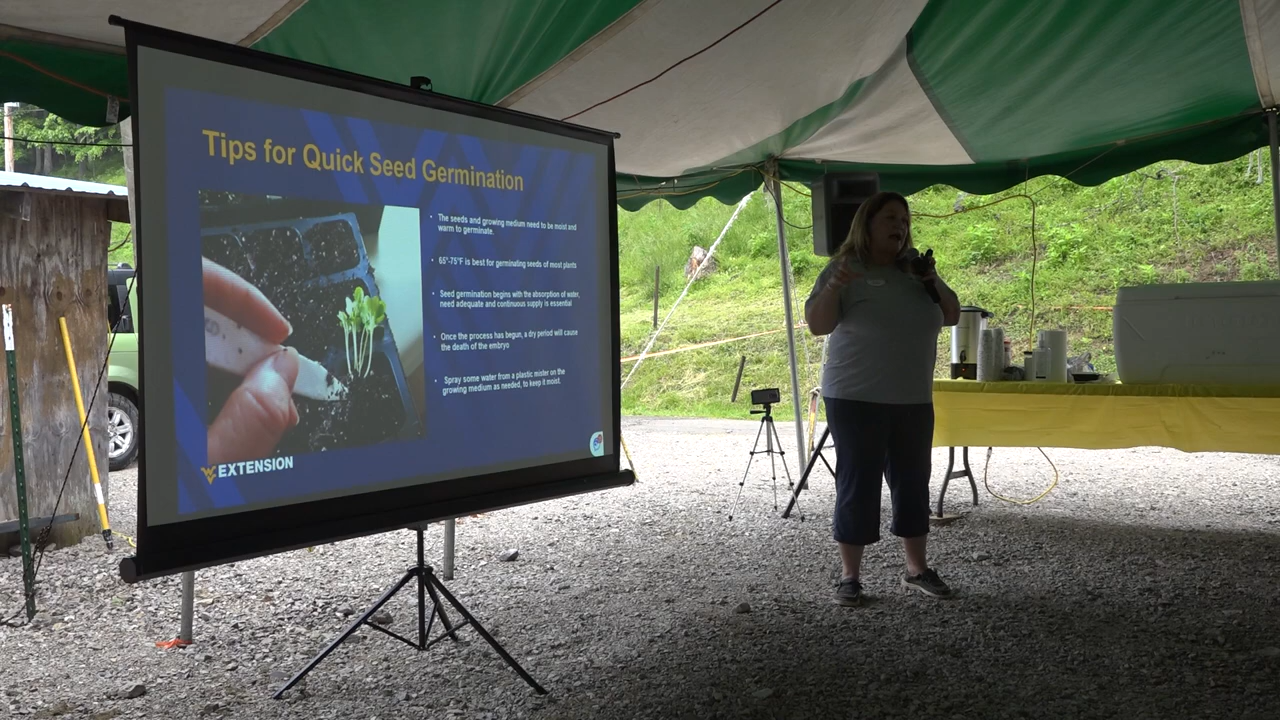 Tips for Quick Seed Germination
• The seeds and growing medium need to be moist and
warm to germinate.
• 65°-75°F is best for germinating seeds of most plants
• Seed germination begins with the absorption of water,
need adequate and continuous supply is essential
• Once the process has begun, a dry period will cause
the death of the embryo
• Spray some water from a plastic mister on the
growing medium as needed, to keep it moist.
WV EXTENSION